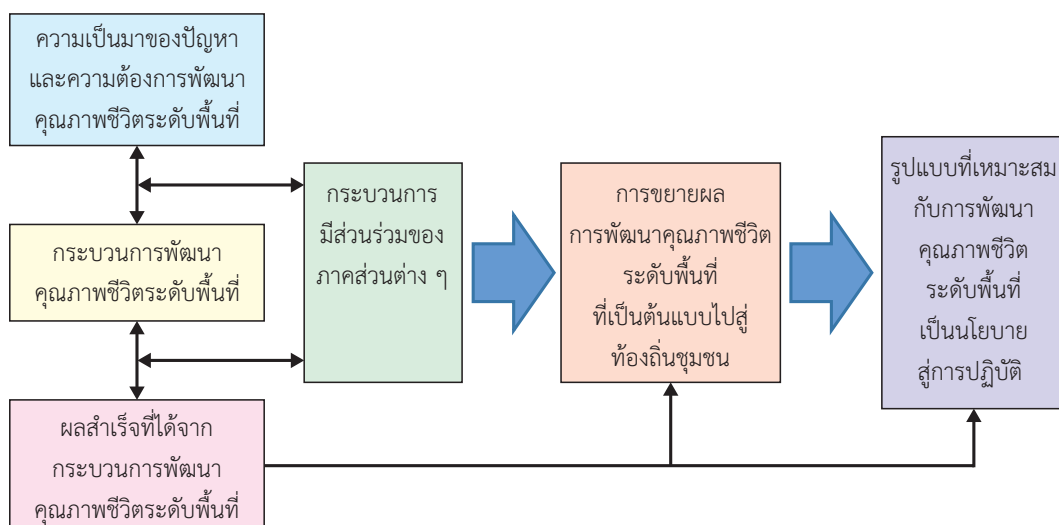 ความเป็นมาของปัญหา
และความต้องการพัฒนา
คุณภาพชีวิตระดับพื้นที่
กระบวนการพัฒนา
คุณภาพชีวิตระดับพื้นที่
ผลสำเร็จที่ได้จาก
กระบวนการพัฒนา
คุณภาพชีวิตระดับพื้นที่
กระบวนการ
มีส่วนร่วมของ
ภาคส่วนต่าง ๆ
การขยายผล
การพัฒนาคุณภาพชีวิต
ระดับพื้นที่
ที่เป็นต้นแบบไปสู่
ท้องถิ่นชุมชน
รูปแบบที่เหมาะสม
กับการพัฒนา
คุณภาพชีวิต
ระดับพื้นที่
เป็นนโยบาย
สู่การปฏิบัติ